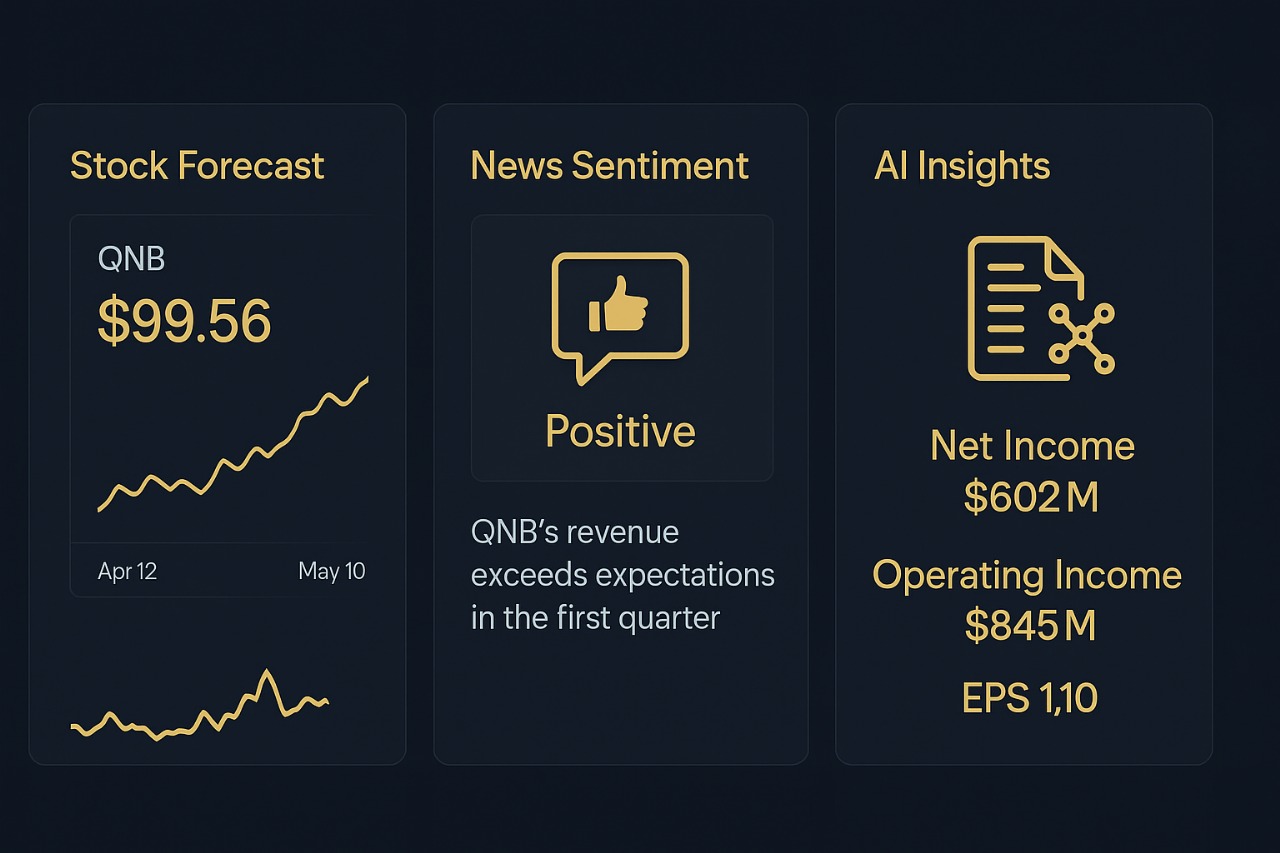 Stock Forecast
QNB
$99.56
Apr 12
May 10
News Sentiment
Positive
QNB’s revenue
exceeds expectations
in the first quarter
AI Insights
Net Income
$602 M
Operating Income
$845 M
EPS 1,10